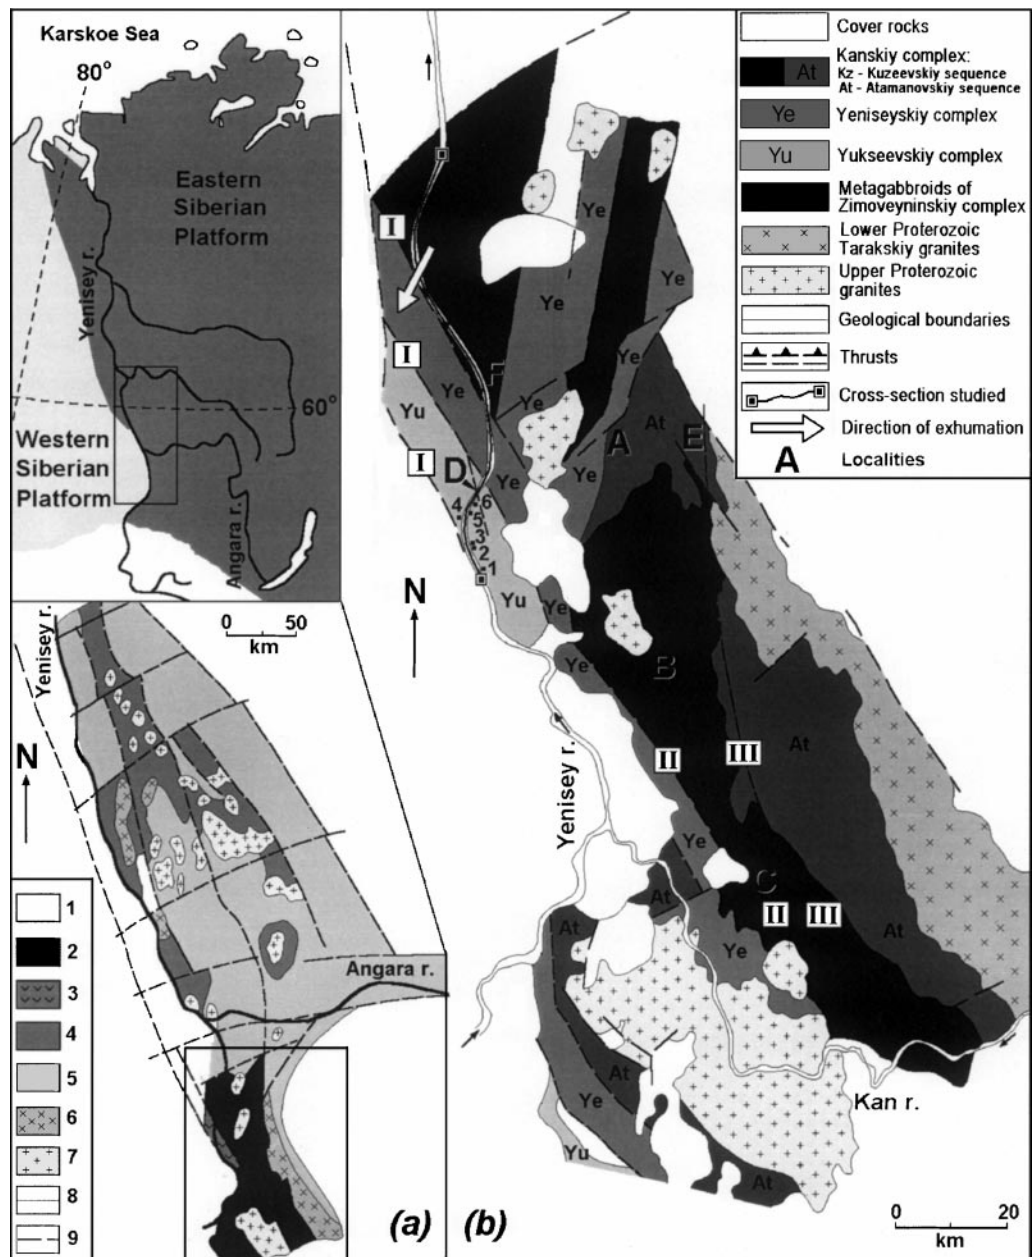 Karskoe Sea
80°
Eastern
Siberian
Platform
Yenisey r.
60°
Western
Siberian
Platform
Angara r.
Yenisey r.
0 50
km
N
Angara r.
1
2
3
4
5
6
7
8
9
(a)
(b)
Cover rocks
At
Kanskiy complex:
Kz - Kuzeevskiy sequence
At - Atamanovskiy sequence
Ye
Yeniseyskiy complex
Yu
Yukseevskiy complex
Metagabbroids of
Zimoveyninskiy complex
Lower Proterozoic
Tarakskiy granites
Upper Proterozoic
granites
Geological boundaries
Thrusts
Cross-section studied
Direction of exhumation
A
Localities
I
Ye
Ye
Ye
I
F
Ye
Ye
Ye
Yu
At
A
E
I
D
Ye
Ye
6
4
5
3
2
1
N
Yu
Ye
Ye
B
Yenisey r.
II
III
At
Ye
C
At
II
III
At
At
Ye
At
Ye
Kan r.
Yu
At
0 20
km